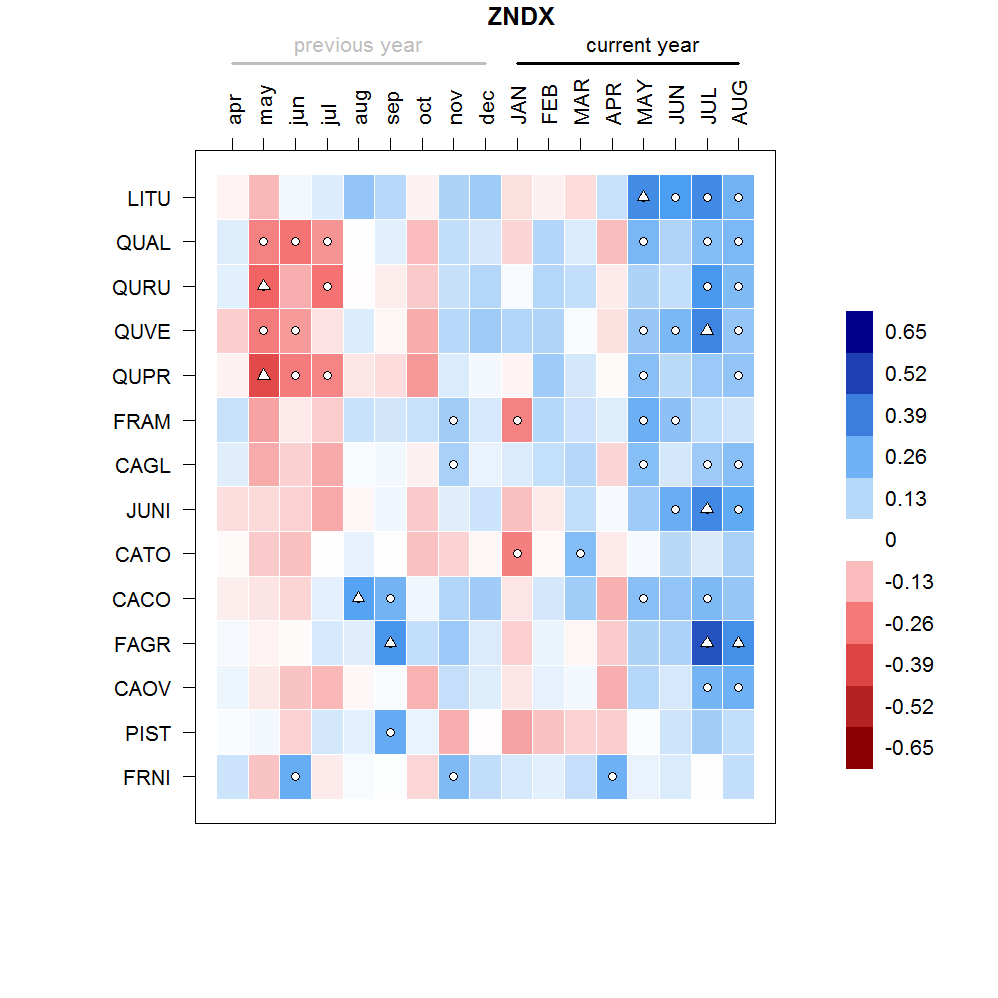 ZNDX
previous year current year
apr may jun jul aug sep oct nov dec JAN FEB MAR APR MAY JUN JUL AUG
LITU
QUAL
QURU
QUVE
QUPR
FRAM
CAGL
JUNI
CATO
CACO
FAGR
CAOV
PIST
FRNI
0.65
0.52
0.39
0.26
0.13
0
-0.13
-0.26
-0.39
-0.52
-0.65